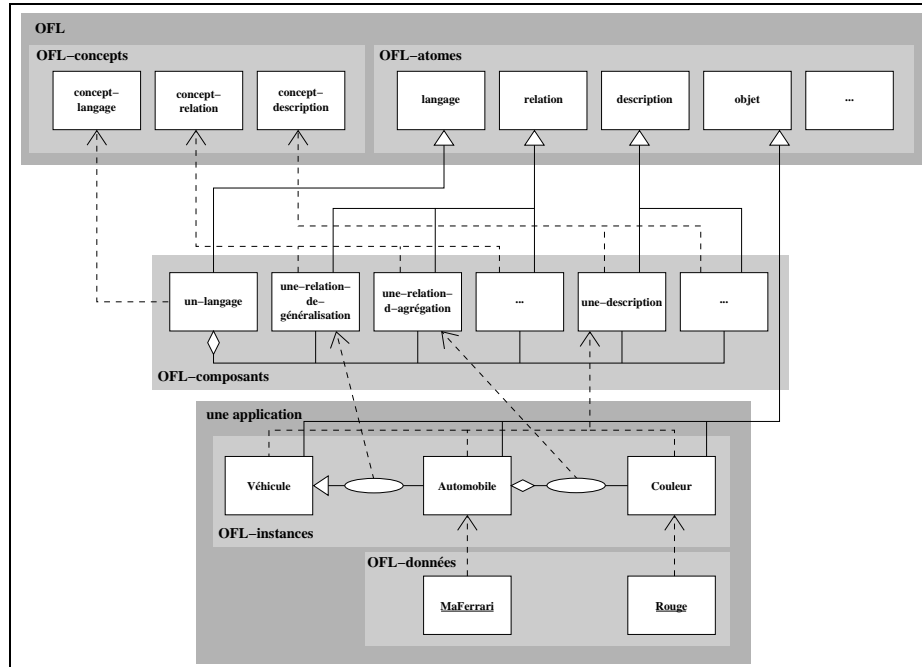 OFL
OFL–concepts
OFL–atomes
concept–
langage
concept–
relation
concept–
description
langage
relation
description
objet
...
un–langage
une–relation–
de–
généralisation
une–relation–
d–agrégation
...
une–description
...
OFL–composants
une application
Véhicule
Automobile
Couleur
OFL–instances
OFL–données
MaFerrari
Rouge